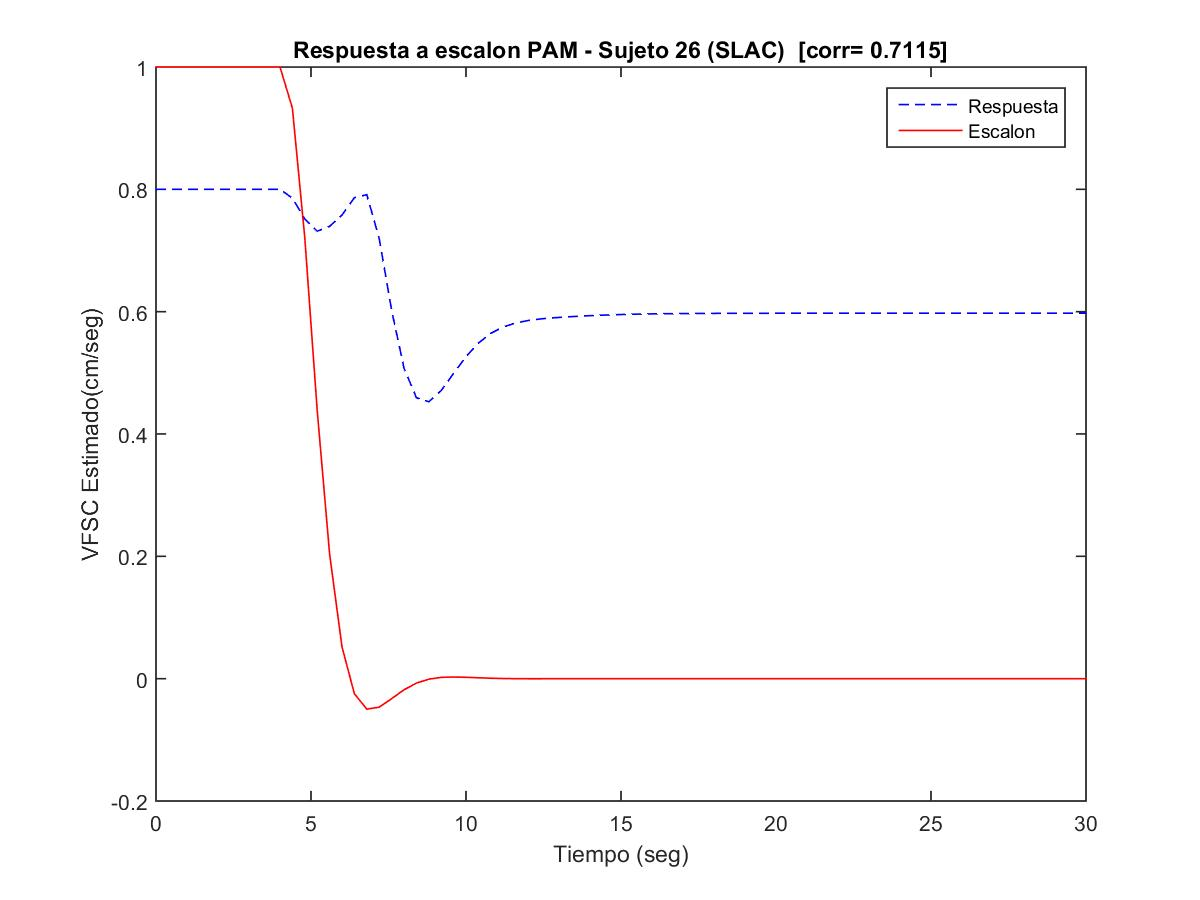 Respuesta a escalon PAM - Sujeto 26 (SLAC)  [corr= 0.7115]
Respuesta
Escalon
1
0.8
0.6
0.4
0.2
0
-0.2
VFSC Estimado(cm/seg)
0 5 10 15 20 25 30
Tiempo (seg)